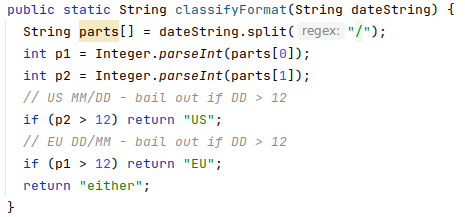 public static String classifyFormat(String dateString) {
String parts[] = dateString.split( regex: "/");
int p1 = Integer.parseInt(parts[0]);
int p2 = Integer.parseInt(parts[1]);
// US MM/DD - bail out if DD > 12
if (p2 > 12) return "US";
// EU DD/MM - bail out if DD > 12
if (p1 > 12) return "EU";
return "either";
}